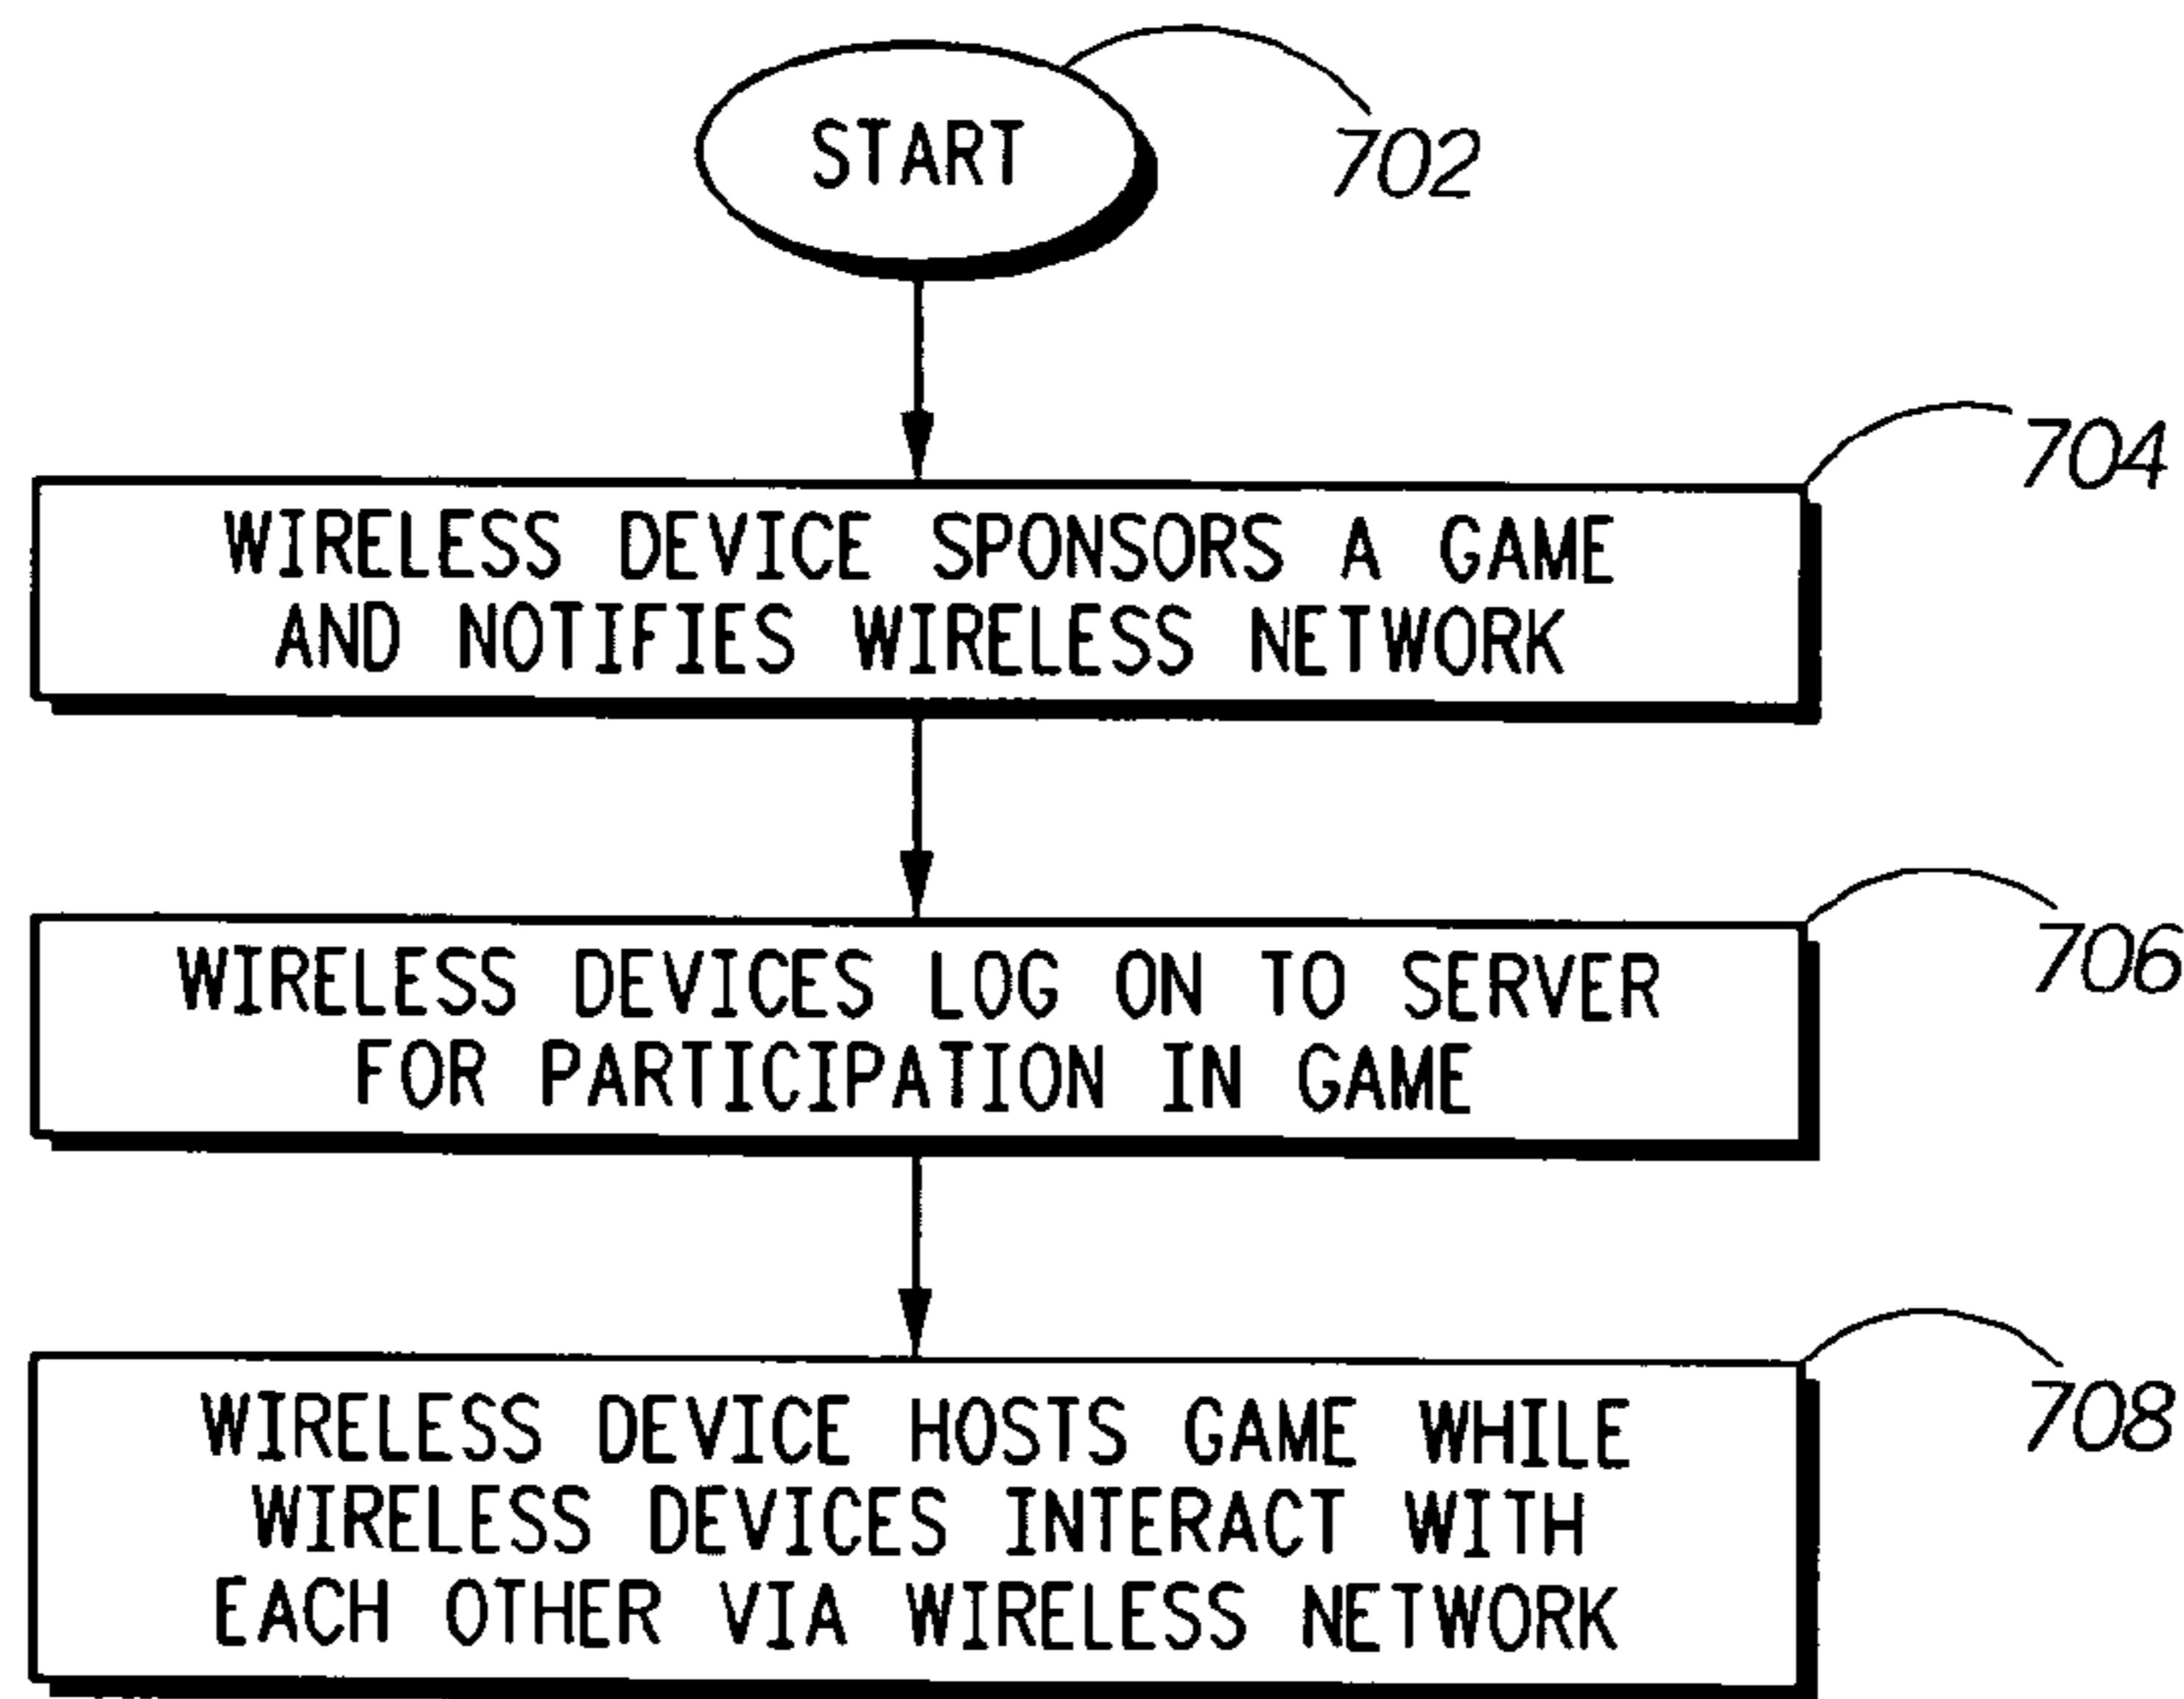 START
702
704
WIRELESS DEVICE SPONSORS A GAME
AND NOTIFIES WIRELESS NETWORK
706
WIRELESS DEVICES LOG ON TO SERVER
FOR PARTICIPATION IN GAME
708
WIRELESS DEVICE HOSTS GAME WHILE
WIRELESS DEVICES INTERACT WITH
EACH OTHER VIA WIRELESS NETWORK